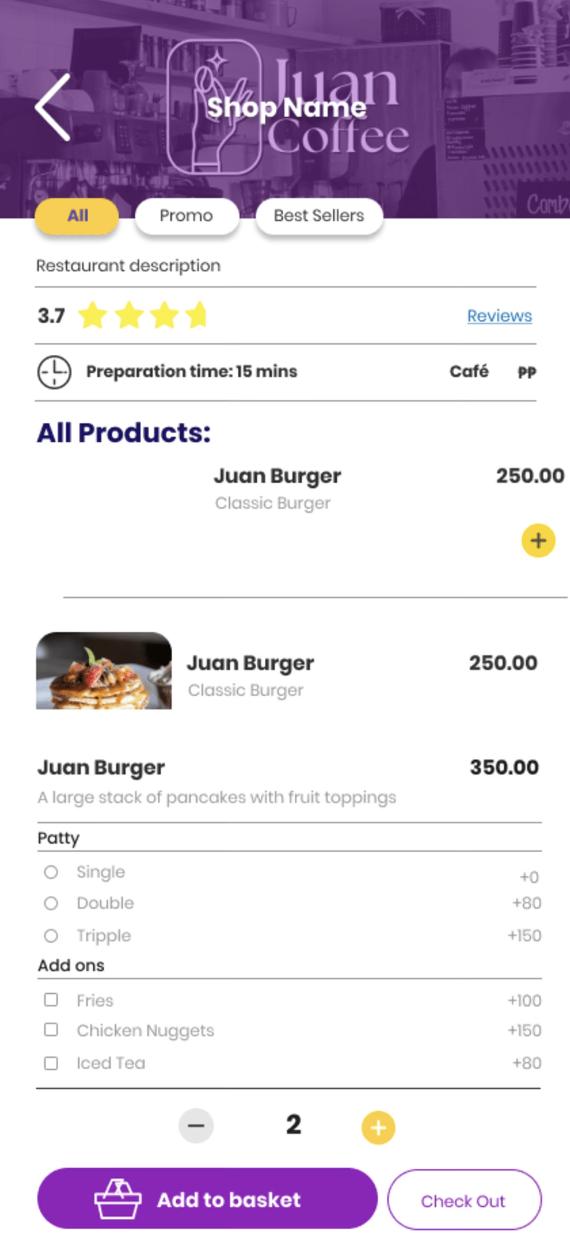 Juan
Shop Name
Coffee
All
Promo
Best Sellers
Restaurant description
3.7
Reviews
Preparation time: 15 mins
Café
₱₱
All Products:
Juan Burger
250.00
Classic Burger
+
Juan Burger
250.00
Classic Burger
Juan Burger
350.00
A large stack of pancakes with fruit toppings
Patty
Single
+0
Double
+80
Tripple
+150
Add ons
Fries
+100
Chicken Nuggets
+150
Iced Tea
+80
− 2 +
Add to basket
Check Out